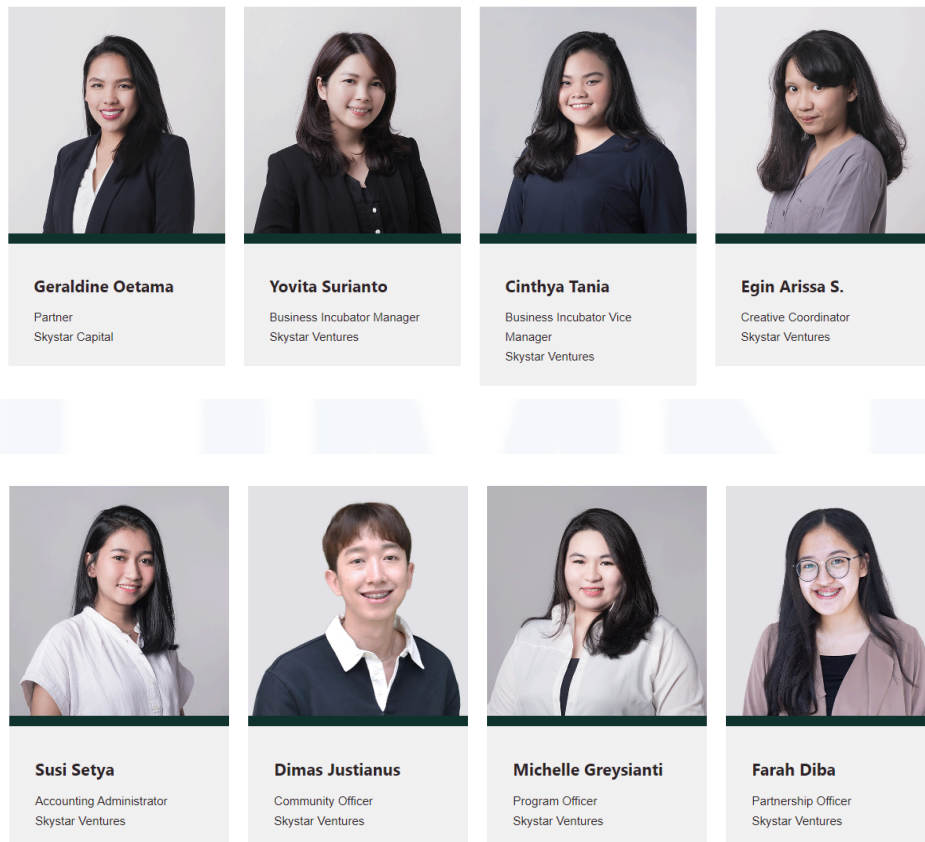 Geraldine Oetama
Partner
Skystar Capital
Yovita Surianto
Business Incubator Manager
Skystar Ventures
Cinthya Tania
Business Incubator Vice
Manager
Skystar Ventures
Egin Arissa S.
Creative Coordinator
Skystar Ventures
Susi Setya
Accounting Administrator
Skystar Ventures
Dimas Justianus
Community Officer
Skystar Ventures
Michelle Greysianti
Program Officer
Skystar Ventures
Farah Diba
Partnership Officer
Skystar Ventures